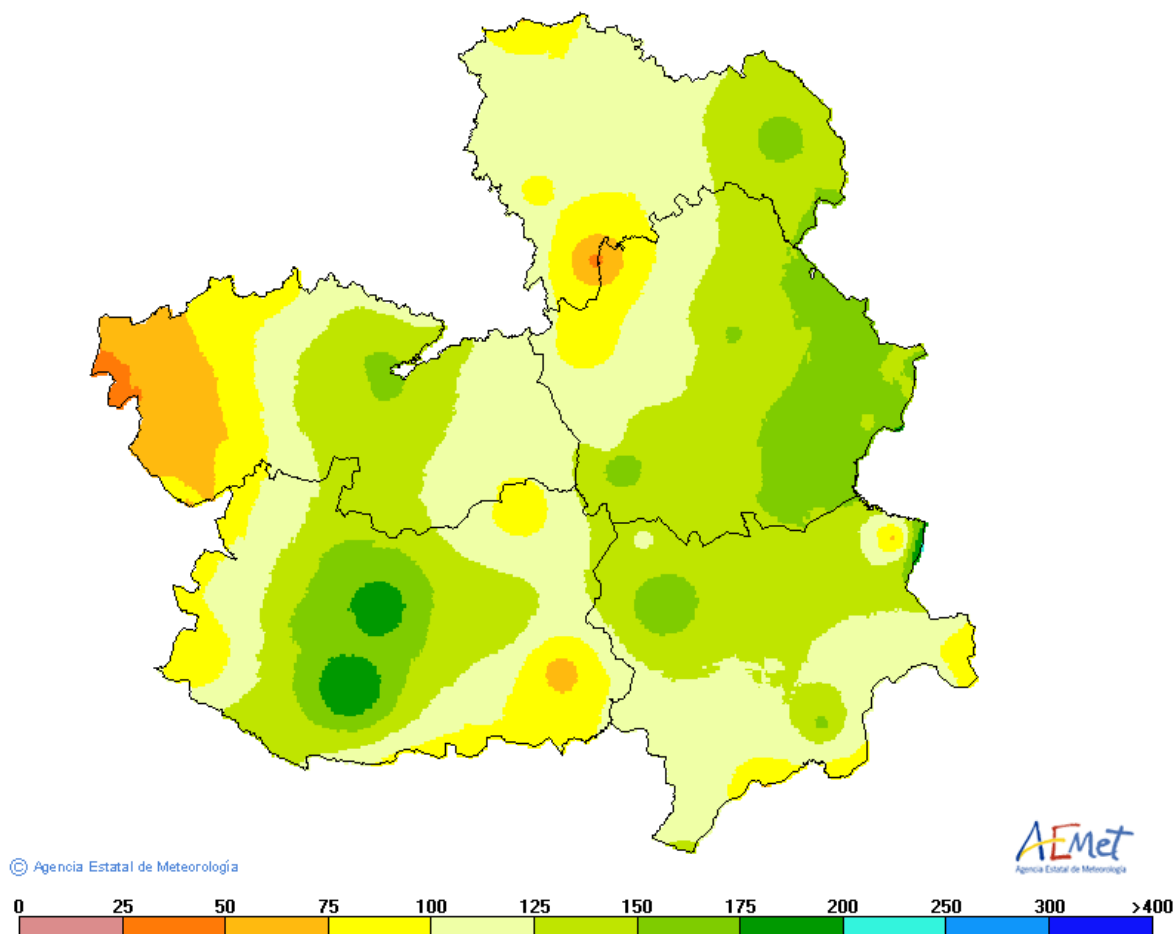 AEMet
Agencia Estatal de Meteorología
© Agencia Estatal de Meteorología
0 25 50 75 100 125 150 175 200 250 300 >400